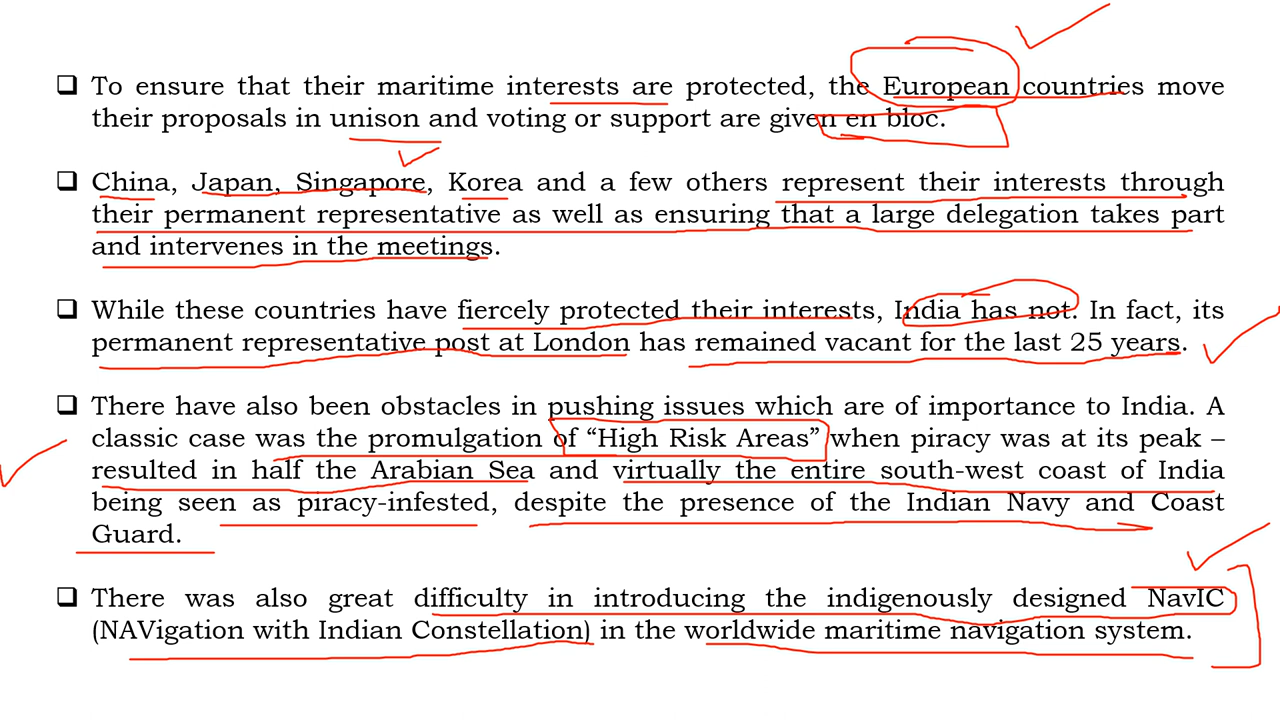 ❑ To ensure that their maritime interests are protected, the European countries move
their proposals in unison and voting or support are given en bloc.
❑ China, Japan, Singapore, Korea and a few others represent their interests through
their permanent representative as well as ensuring that a large delegation takes part
and intervenes in the meetings.
❑ While these countries have fiercely protected their interests, India has not. In fact, its
permanent representative post at London has remained vacant for the last 25 years.
❑ There have also been obstacles in pushing issues which are of importance to India. A
classic case was the promulgation of “High Risk Areas” when piracy was at its peak –
resulted in half the Arabian Sea and virtually the entire south-west coast of India
being seen as piracy-infested, despite the presence of the Indian Navy and Coast
Guard.
❑ There was also great difficulty in introducing the indigenously designed NavIC
(NAVigation with Indian Constellation) in the worldwide maritime navigation system.